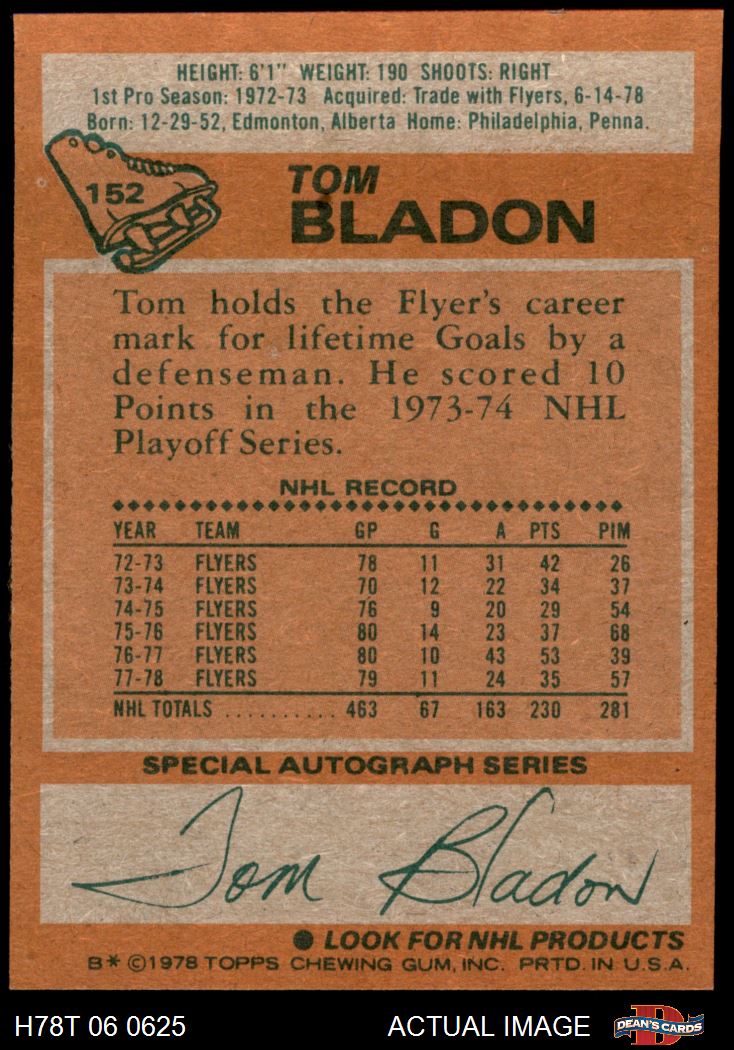 HEIGHT: 6'1" WEIGHT: 190 SHOOTS: RIGHT
1st Pro Season: 1972-73 Acquired: Trade with Flyers, 6-14-78
Born: 12-29-52, Edmonton, Alberta Home: Philadelphia, Penna.
152
TOM
BLADON
Tom holds the Flyer's career
mark for lifetime Goals by a
defenseman. He scored 10
Points in the 1973-74 NHL
Playoff Series.
NHL RECORD
YEAR TEAM GP G A PTS PIM
72-73 FLYERS 78 11 31 42 26
73-74 FLYERS 70 12 22 34 37
74-75 FLYERS 76 9 20 29 54
75-76 FLYERS 80 14 23 37 68
76-77 FLYERS 80 10 43 53 39
77-78 FLYERS 79 11 24 35 57
NHL TOTALS .......... 463 67 163 230 281
SPECIAL AUTOGRAPH SERIES
Tom Bladon
● LOOK FOR NHL PRODUCTS
B* ©1978 TOPPS CHEWING GUM, INC. PRTD. IN U.S.A.
H78T 06 0625 ACTUAL IMAGE D DEAN'S CARDS